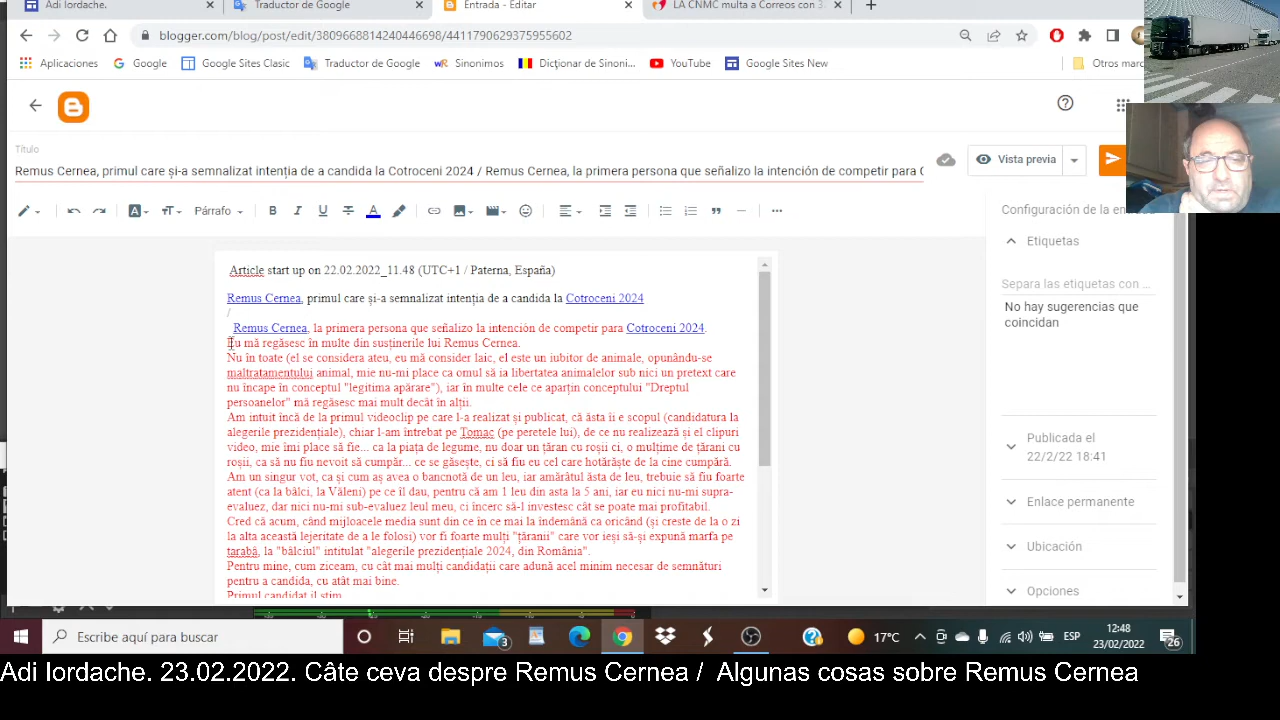 Adi Iordache.
Traductor de Google
Entrada - Editar
LA CNMC multa a Correos con 3
blogger.com/blog/post/edit/3809668814240446698/4411790629375955602
Aplicaciones
Google
Google Sites Clasic
Traductor de Google
Sinonimos
Dicționar de Sinoni...
YouTube
Google Sites New
Otros marc
Título
Remus Cernea, primul care și-a semnalizat intenția de a candida la Cotroceni 2024 / Remus Cernea, la primera persona que señalizo la intención de competir para C
Vista previa
Párrafo
Configuración de la en
Etiquetas
Separa las etiquetas con
No hay sugerencias que
coincidan
Publicada el
22/2/22 18:41
Enlace permanente
Ubicación
Opciones
Article start up on 22.02.2022_11.48 (UTC+1 / Paterna, España)
Remus Cernea, primul care și-a semnalizat intenția de a candida la Cotroceni 2024
/
Remus Cernea, la primera persona que señalizo la intención de competir para Cotroceni 2024.
Eu mă regăsesc în multe din susținerile lui Remus Cernea.
Nu în toate (el se considera ateu, eu mă consider laic, el este un iubitor de animale, opunându-se
maltratamentului animal, mie nu-mi place ca omul să ia libertatea animalelor sub nici un pretext care
nu încape în conceptul "legitima apărare"), iar în multe cele ce aparțin conceptului "Dreptul
persoanelor" mă regăsesc mai mult decât în alții.
Am intuit încă de la primul videoclip pe care l-a realizat și publicat, că ăsta îi e scopul (candidatura la
alegerile prezidențiale), chiar l-am întrebat pe Tomac (pe peretele lui), de ce nu realizează și el clipuri
video, mie îmi place să fie... ca la piața de legume, nu doar un țăran cu roșii ci, o mulțime de țărani cu
roșii, ca să nu fiu nevoit să cumpăr... ce se găsește, ci să fiu eu cel care hotărăște de la cine cumpără.
Am un singur vot, ca și cum aș avea o bancnotă de un leu, iar amărâtul ăsta de leu, trebuie să fiu foarte
atent (ca la bâlci, la Văleni) pe ce îl dau, pentru că am 1 leu din asta la 5 ani, iar eu nici nu-mi supra-
evaluez, dar nici nu-mi sub-evaluez leul meu, ci încerc să-l investesc cât se poate mai profitabil.
Cred că acum, când mijloacele media sunt din ce în ce mai la îndemână ca oricând (și creste de la o zi
la alta această lejeritate de a le folosi) vor fi foarte mulți "țăranii" care vor ieși să-și expună marfa pe
tarabă, la "bâlciul" intitulat "alegerile prezidențiale 2024, din România".
Pentru mine, cum ziceam, cu cât mai mulți candidații care adună acel minim necesar de semnături
pentru a candida, cu atât mai bine.
Primul candidat îl știm
Escribe aquí para buscar
3
17°C
ESP
12:48
23/02/2022
26
Adi Iordache. 23.02.2022. Câte ceva despre Remus Cernea / Algunas cosas sobre Remus Cernea